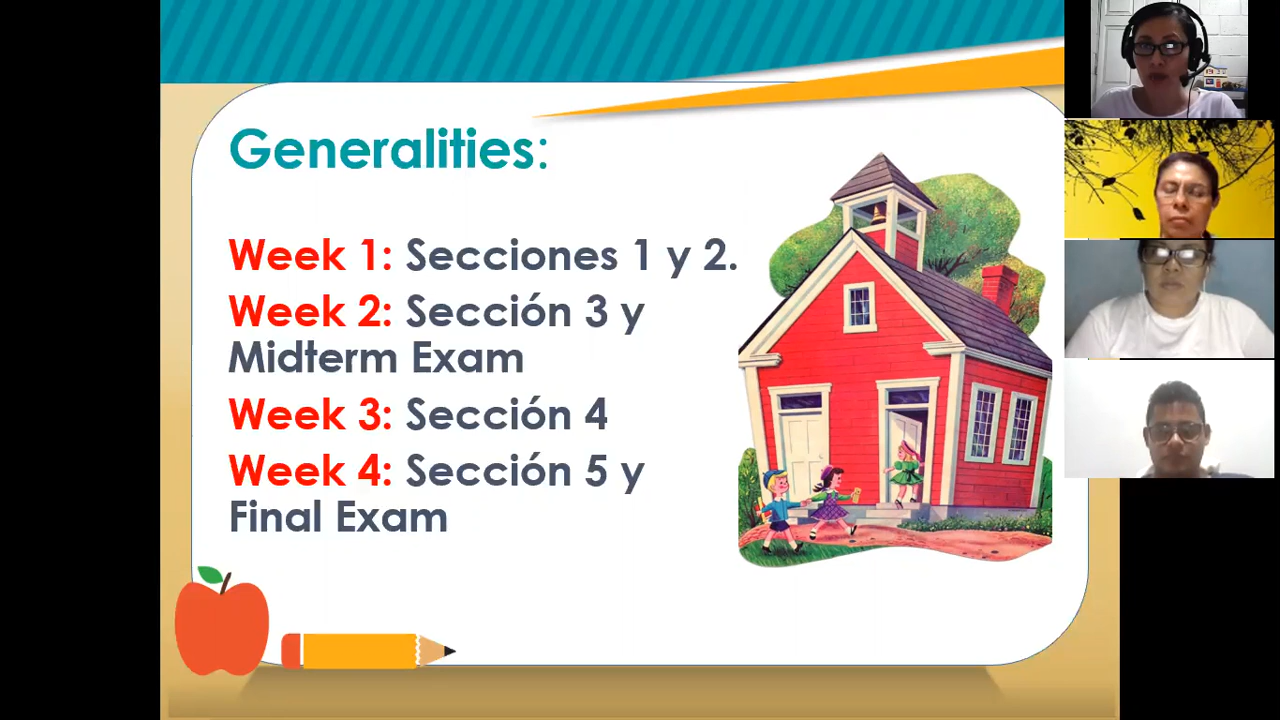 Generalities:
Week 1: Secciones 1 y 2.
Week 2: Sección 3 y
Midterm Exam
Week 3: Sección 4
Week 4: Sección 5 y
Final Exam